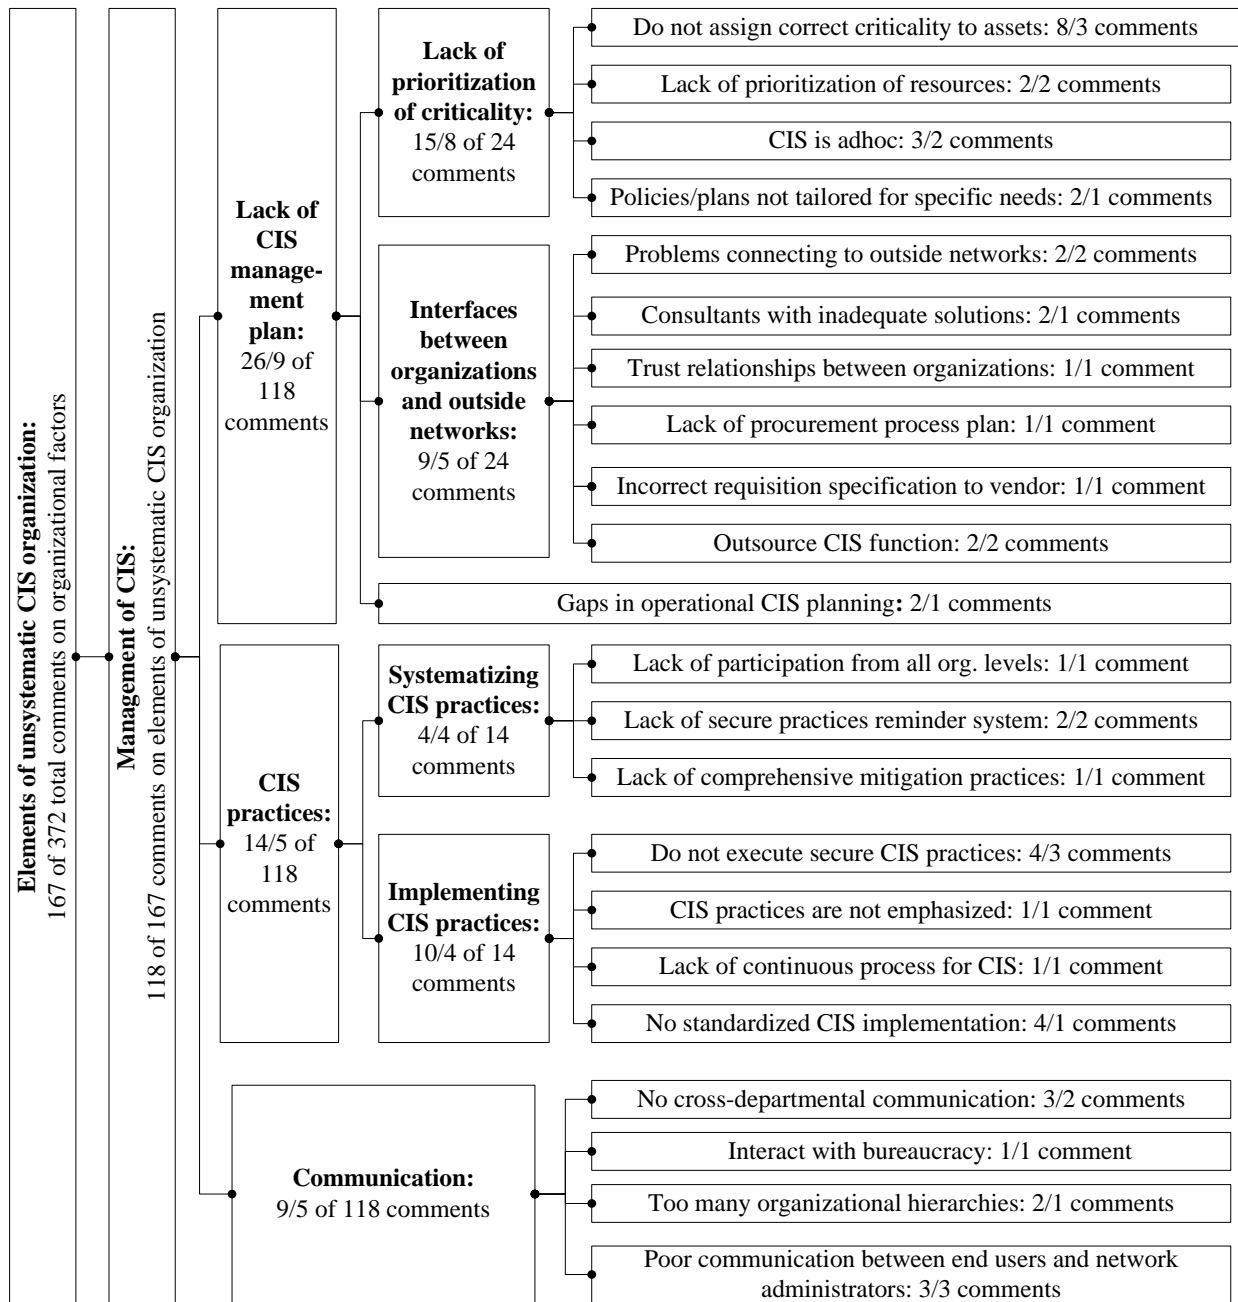 Elements of unsystematic CIS organization:
167 of 372 total comments on organizational factors
Management of CIS:
118 of 167 comments on elements of unsystematic CIS organization
Lack of
CIS
manage-
ment
plan:
26/9 of
118
comments
Lack of
prioritization
of criticality:
15/8 of 24
comments
Do not assign correct criticality to assets: 8/3 comments
Lack of prioritization of resources: 2/2 comments
CIS is adhoc: 3/2 comments
Policies/plans not tailored for specific needs: 2/1 comments
Interfaces
between
organizations
and outside
networks:
9/5 of 24
comments
Problems connecting to outside networks: 2/2 comments
Consultants with inadequate solutions: 2/1 comments
Trust relationships between organizations: 1/1 comment
Lack of procurement process plan: 1/1 comment
Incorrect requisition specification to vendor: 1/1 comment
Outsource CIS function: 2/2 comments
Gaps in operational CIS planning: 2/1 comments
CIS
practices:
14/5 of
118
comments
Systematizing
CIS practices:
4/4 of 14
comments
Lack of participation from all org. levels: 1/1 comment
Lack of secure practices reminder system: 2/2 comments
Lack of comprehensive mitigation practices: 1/1 comment
Implementing
CIS practices:
10/4 of 14
comments
Do not execute secure CIS practices: 4/3 comments
CIS practices are not emphasized: 1/1 comment
Lack of continuous process for CIS: 1/1 comment
No standardized CIS implementation: 4/1 comments
Communication:
9/5 of 118 comments
No cross-departmental communication: 3/2 comments
Interact with bureaucracy: 1/1 comment
Too many organizational hierarchies: 2/1 comments
Poor communication between end users and network
administrators: 3/3 comments